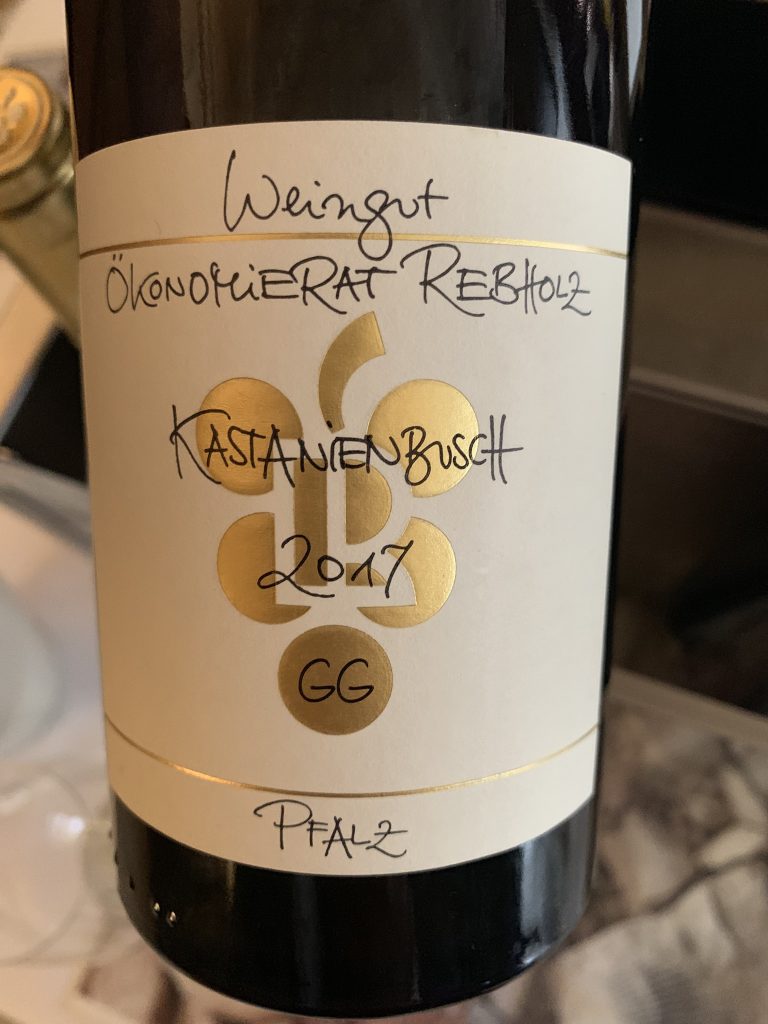 Weingut
ÖKONOMIERAT REBHOLZ
KASTANIENBUSCH
2017
GG
PFALZ